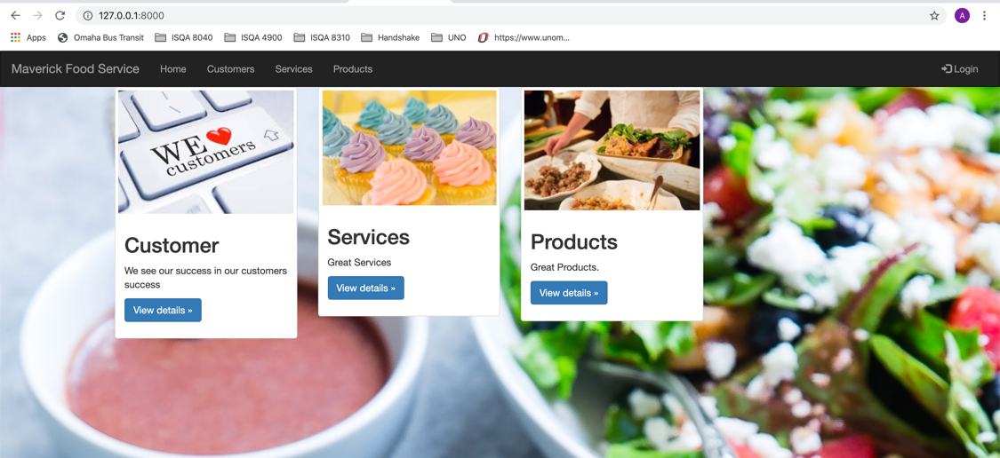 127.0.0.1:8000
A
Apps Omaha Bus Transit ISQA 8040 ISQA 4900 ISQA 8310 Handshake UNO https://www.unom...
Maverick Food Service Home Customers Services Products Login
WE
customers
Customer
We see our success in our customers
success
View details »
Services
Great Services
View details »
Products
Great Products.
View details »